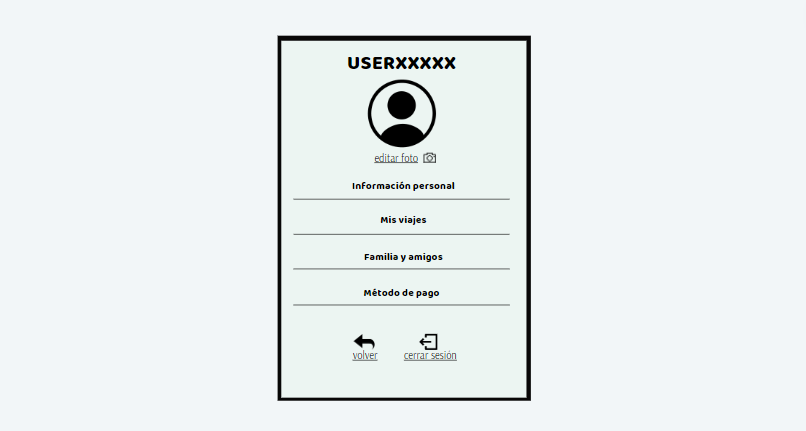 USERXXXXX
editar foto
Información personal
Mis viajes
Familia y amigos
Método de pago
volver
cerrar sesión